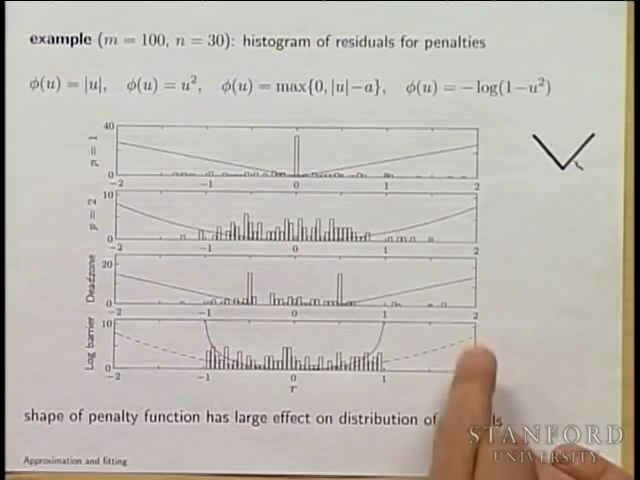 example (m = 100, n = 30): histogram of residuals for penalties
ϕ(u) = |u|, ϕ(u) = u², ϕ(u) = max{0, |u|−a}, ϕ(u) = −log(1−u²)
p = 1
40
0
−2 −1 0 1 2
p = 2
10
0
−2 −1 0 1 2
Deadzone
20
0
−2 −1 0 1 2
Log barrier
10
0
−2 −1 0 1
r
shape of penalty function has large effect on distribution of
Approximation and fitting
STANFORD
UNIVERSITY